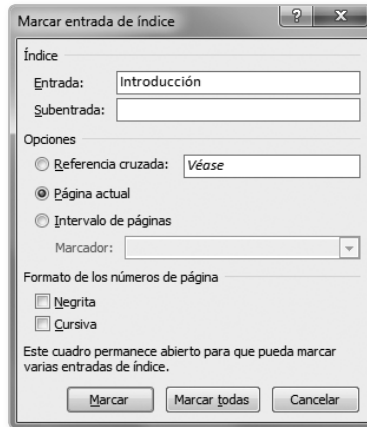 Marcar entrada de índice
Índice
Entrada: Introducción
Subentrada:
Opciones
Referencia cruzada: Véase
Página actual
Intervalo de páginas
Marcador:
Formato de los números de página
Negrita
Cursiva
Este cuadro permanece abierto para que pueda marcar
varias entradas de índice.
Marcar Marcar todas Cancelar